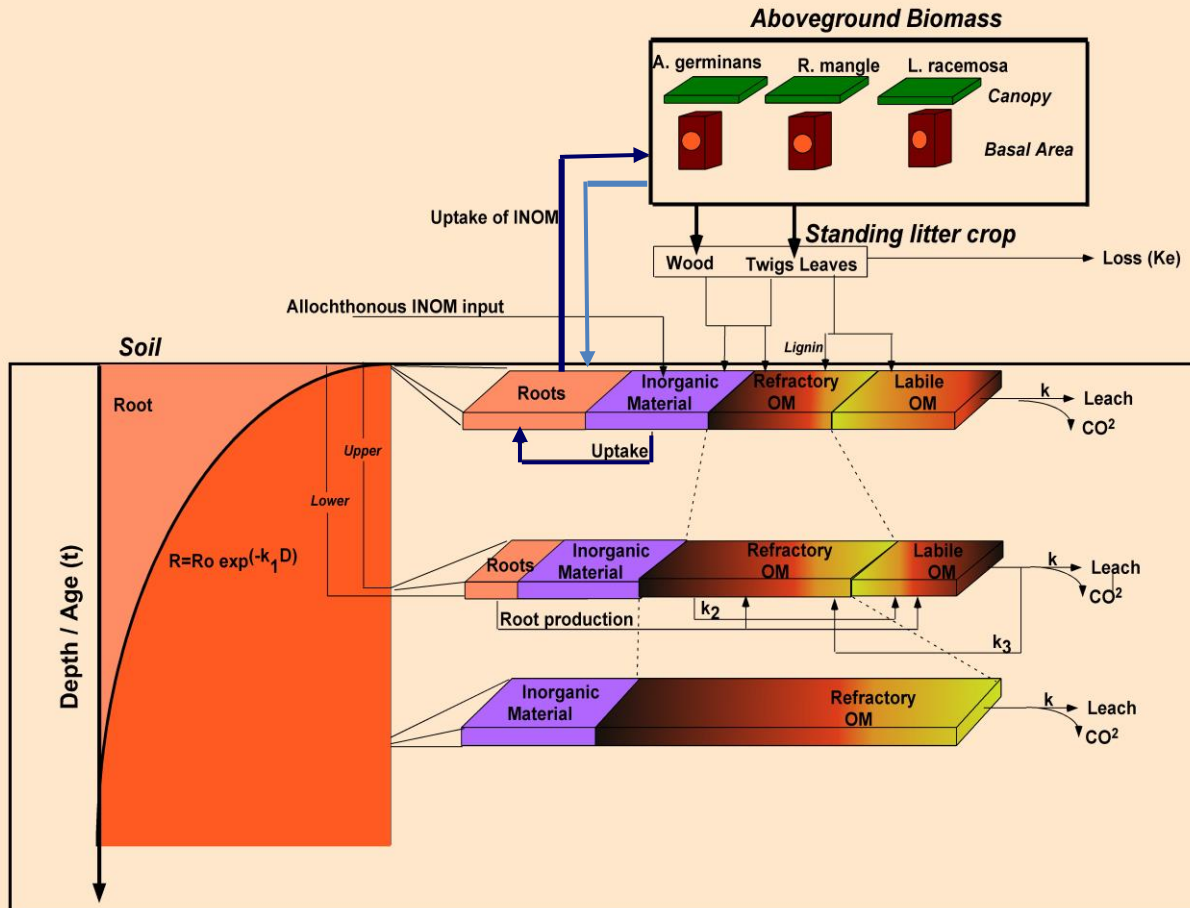 Aboveground Biomass
A. germinans
R. mangle
L. racemosa
Canopy
Basal Area
Uptake of INOM
Standing litter crop
Wood
Twigs Leaves
Loss (Ke)
Allochthonous INOM input
Lignin
Soil
Root
Upper
Lower
R=Ro exp(-k1D)
Depth / Age (t)
Roots
Inorganic
Material
Refractory
OM
Labile
OM
k
Leach
CO2
Uptake
Roots
Inorganic
Material
Refractory
OM
Labile
OM
k
Leach
CO2
k2
Root production
k3
Inorganic
Material
Refractory
OM
k
Leach
CO2